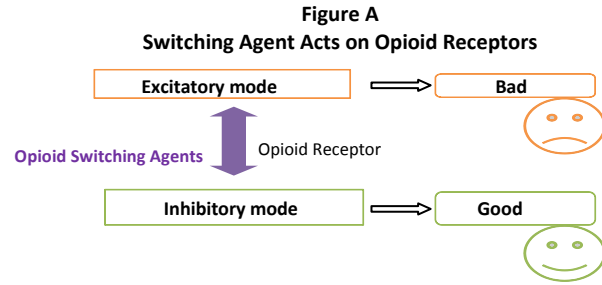 Figure A
Switching Agent Acts on Opioid Receptors
Excitatory mode
Bad
Opioid Switching Agents
Opioid Receptor
Inhibitory mode
Good